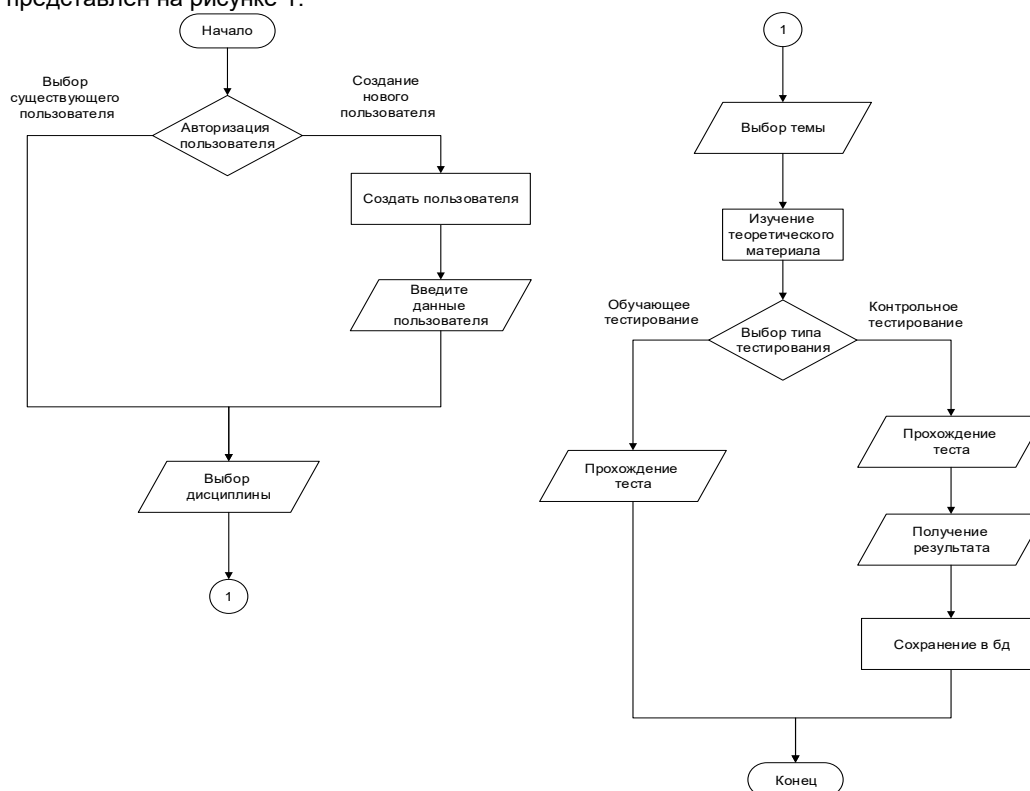 представлен на рисунке 1.
Начало
Выбор
существующего
пользователя
Создание
нового
пользователя
Авторизация
пользователя
Создать пользователя
Введите
данные
пользователя
Выбор
дисциплины
1
1
Выбор темы
Изучение
теоретического
материала
Обучающее
тестирование
Контрольное
тестирование
Выбор типа
тестирования
Прохождение
теста
Прохождение
теста
Получение
результата
Сохранение в бд
Конец